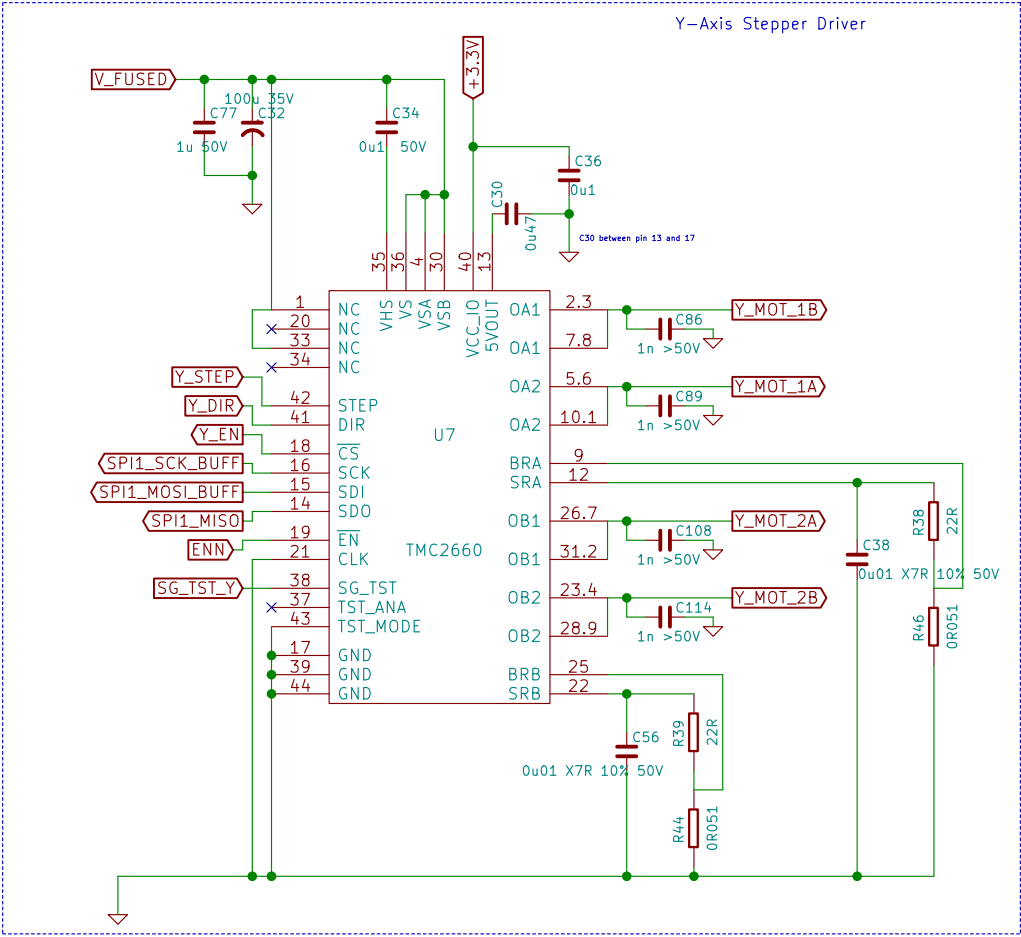 Y-Axis Stepper Driver
+3.3V
V_FUSED
100u 35V
C77
C32
C34
1u 50V
0u1 50V
C36
0u1
C30
0u47
C30 between pin 13 and 17
35
36
4
30
40
13
VHS
VS
VSA
VSB
VCC_IO
5VOUT
1 NC
20 NC
33 NC
34 NC
Y_STEP
42 STEP
Y_DIR
41 DIR
Y_EN
18 CS
SPI1_SCK_BUFF
16 SCK
SPI1_MOSI_BUFF
15 SDI
14 SDO
SPI1_MISO
19 EN
ENN
21 CLK
SG_TST_Y
38 SG_TST
37 TST_ANA
43 TST_MODE
17 GND
39 GND
44 GND
U7
TMC2660
OA1 2.3
Y_MOT_1B
C86
1n >50V
OA1 7.8
OA2 5.6
Y_MOT_1A
C89
1n >50V
OA2 10.1
BRA 9
SRA 12
OB1 26.7
Y_MOT_2A
C108
1n >50V
OB1 31.2
OB2 23.4
Y_MOT_2B
C114
1n >50V
OB2 28.9
BRB 25
SRB 22
R38
22R
C38
0u01 X7R 10% 50V
R46
0R051
R39
22R
C56
0u01 X7R 10% 50V
R44
0R051